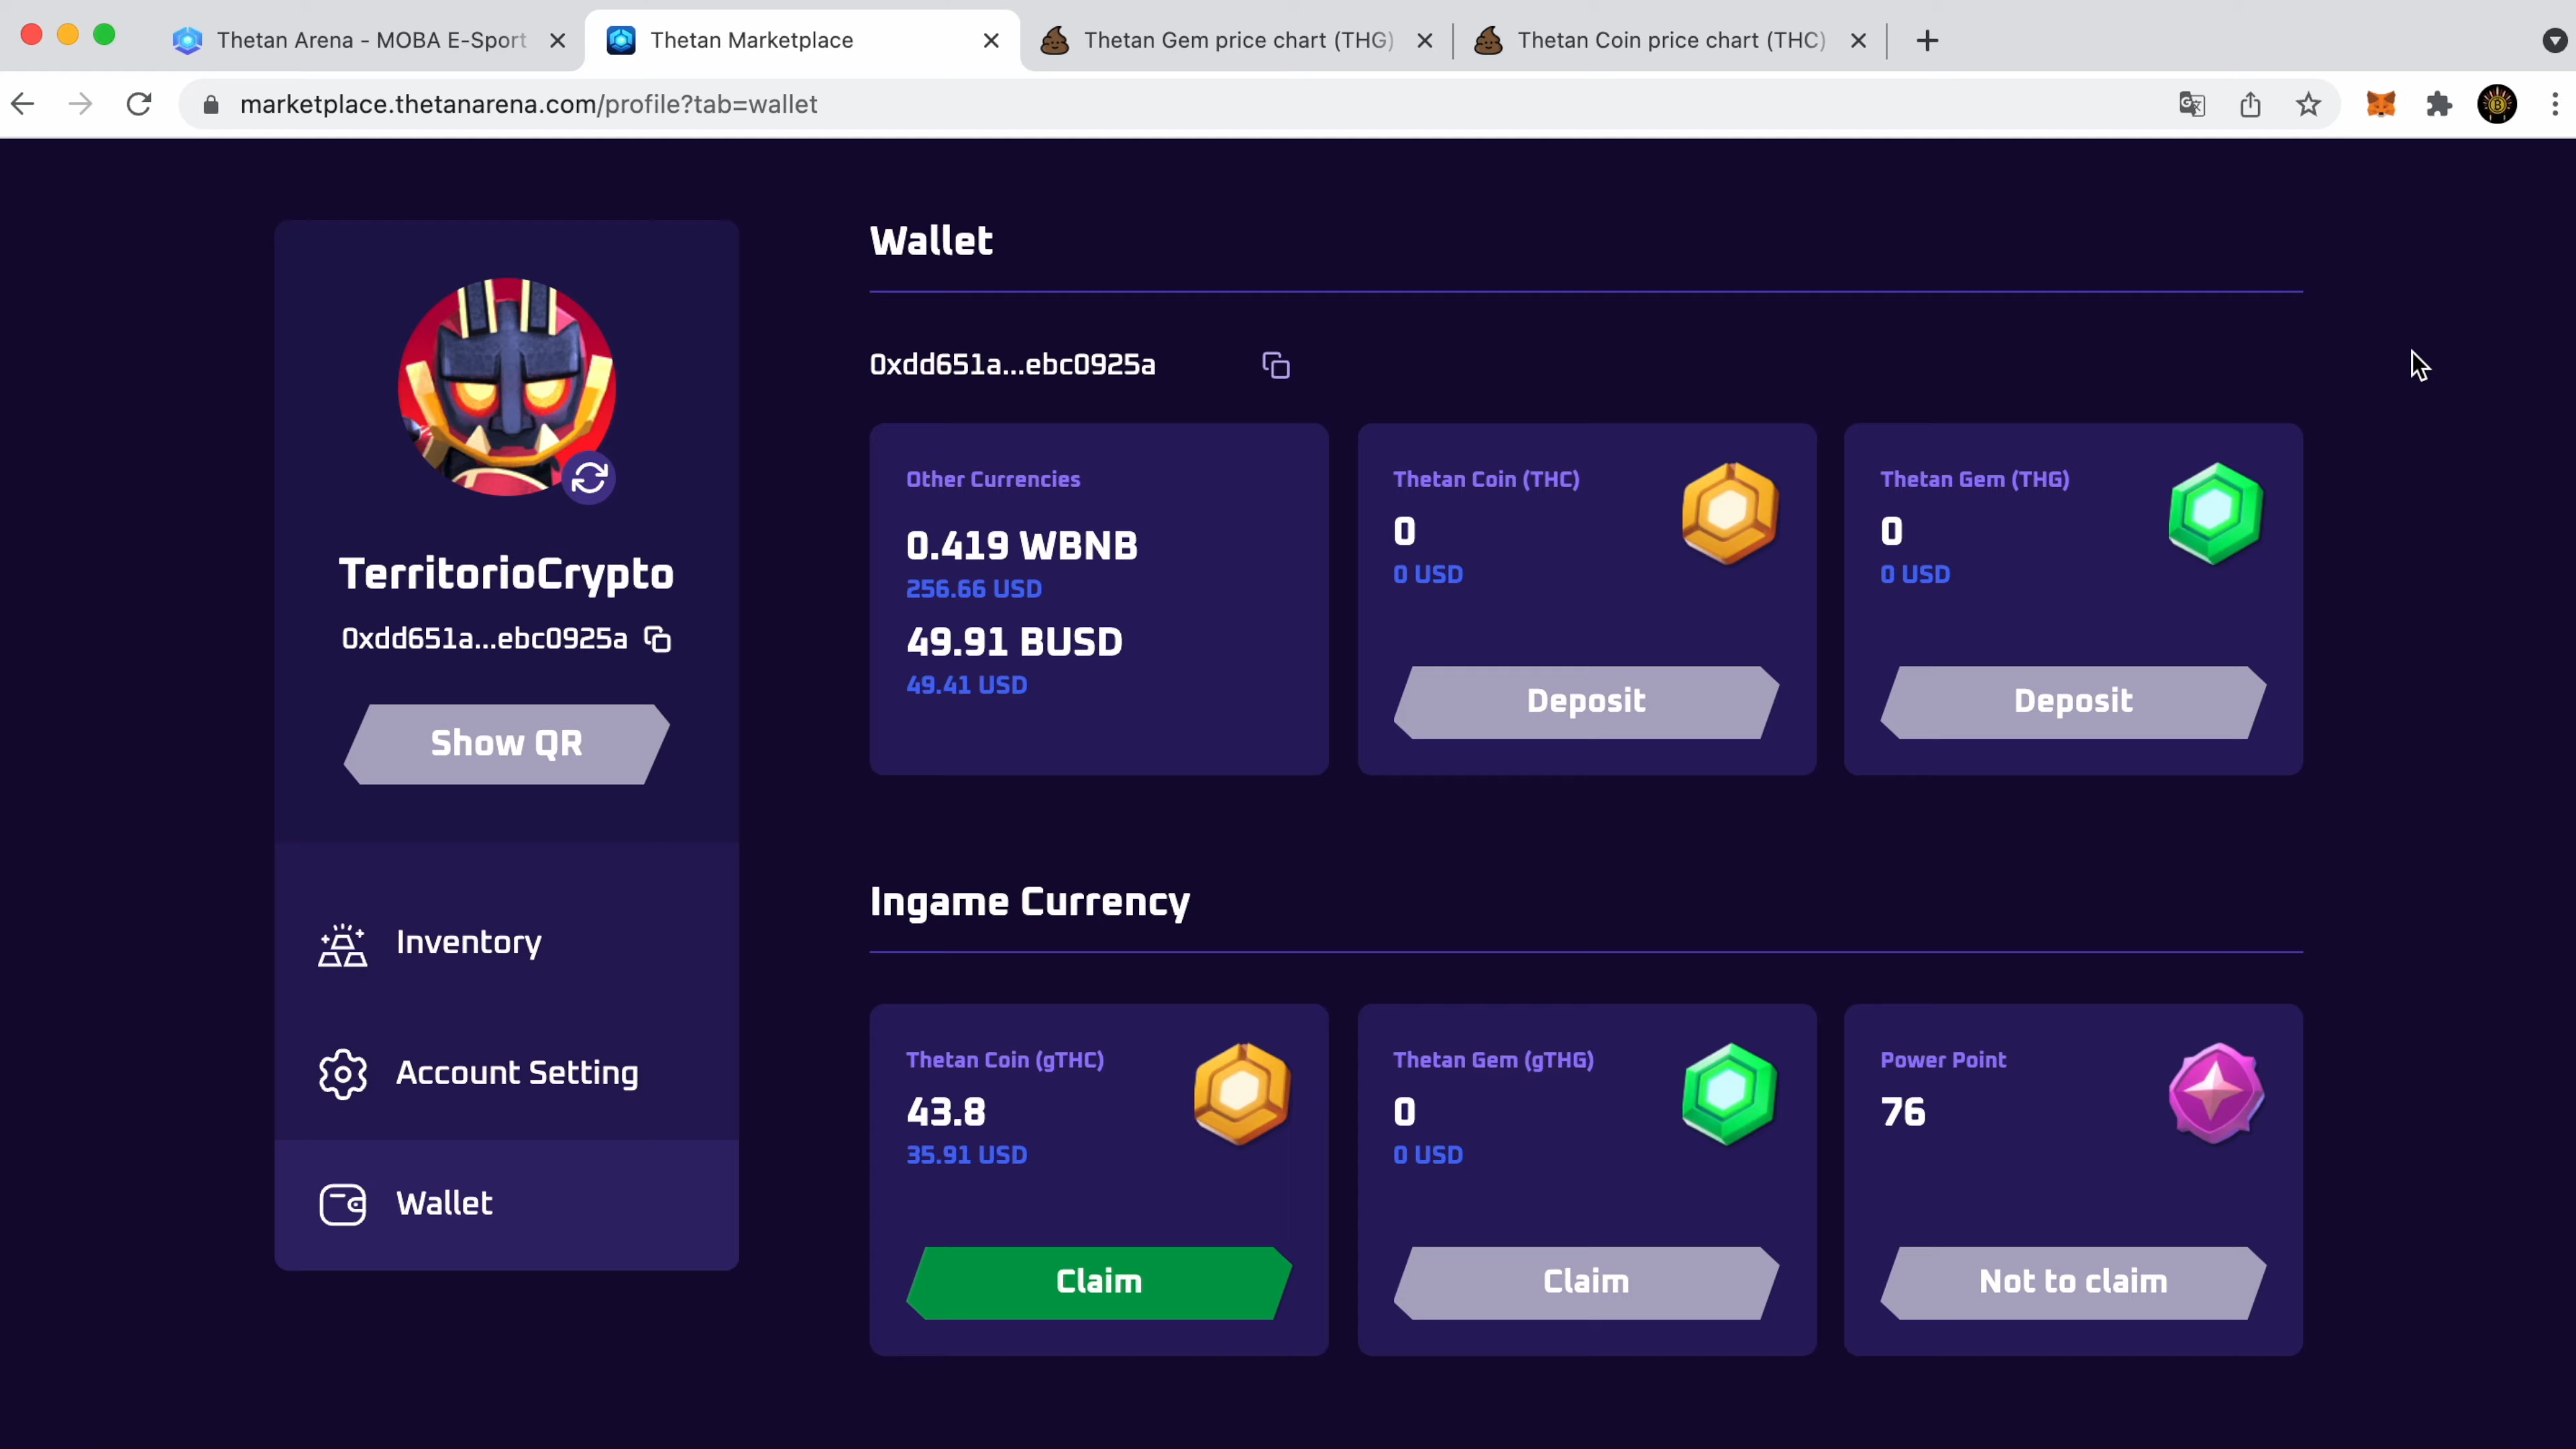 Thetan Arena - MOBA E-Sport
Thetan Marketplace
Thetan Gem price chart (THG)
Thetan Coin price chart (THC)
marketplace.thetanarena.com/profile?tab=wallet
TerritorioCrypto
0xdd651a...ebc0925a
Show QR
Inventory
Account Setting
Wallet
Wallet
0xdd651a...ebc0925a
Other Currencies
0.419 WBNB
256.66 USD
49.91 BUSD
49.41 USD
Thetan Coin (THC)
0
0 USD
Deposit
Thetan Gem (THG)
0
0 USD
Deposit
Ingame Currency
Thetan Coin (gTHC)
43.8
35.91 USD
Claim
Thetan Gem (gTHG)
0
0 USD
Claim
Power Point
76
Not to claim